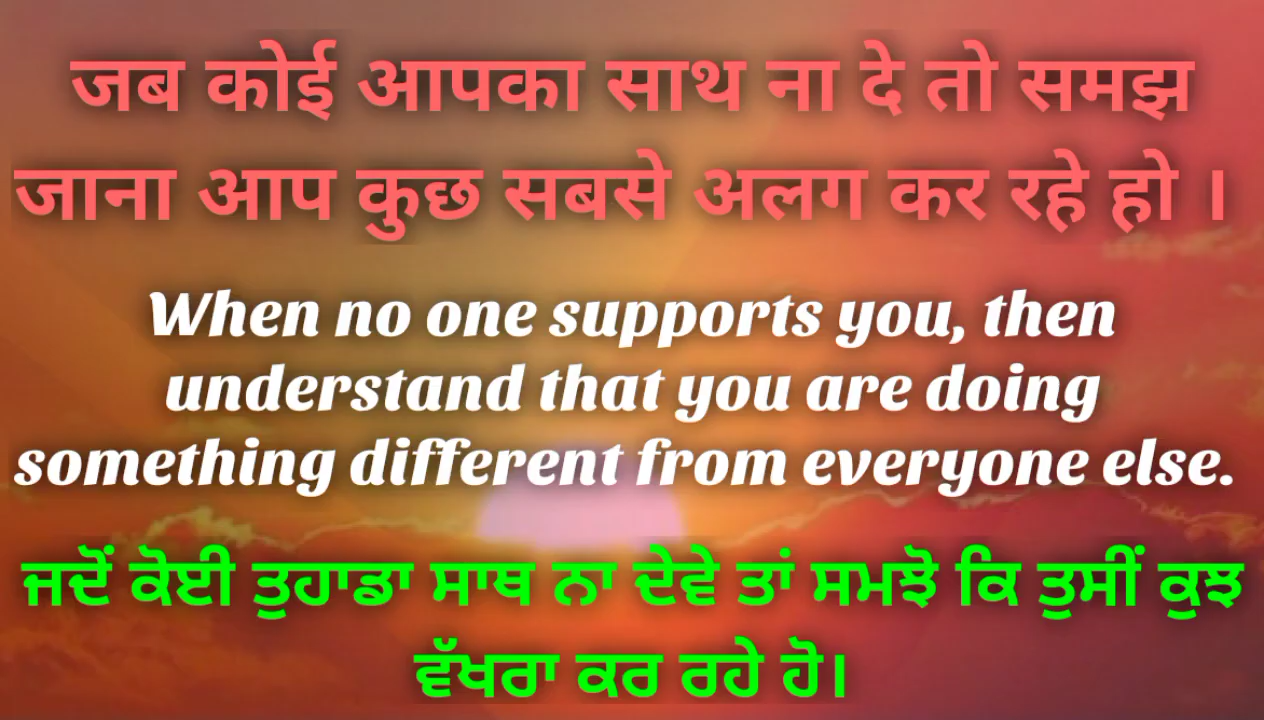 जब कोई आपका साथ ना दे तो समझ
जाना आप कुछ सबसे अलग कर रहे हो ।
When no one supports you, then
understand that you are doing
something different from everyone else.
ਜਦੋਂ ਕੋਈ ਤੁਹਾਡਾ ਸਾਥ ਨਾ ਦੇਵੇ ਤਾਂ ਸਮਝੋ ਕਿ ਤੁਸੀਂ ਕੁਝ
ਵੱਖਰਾ ਕਰ ਰਹੇ ਹੋ।